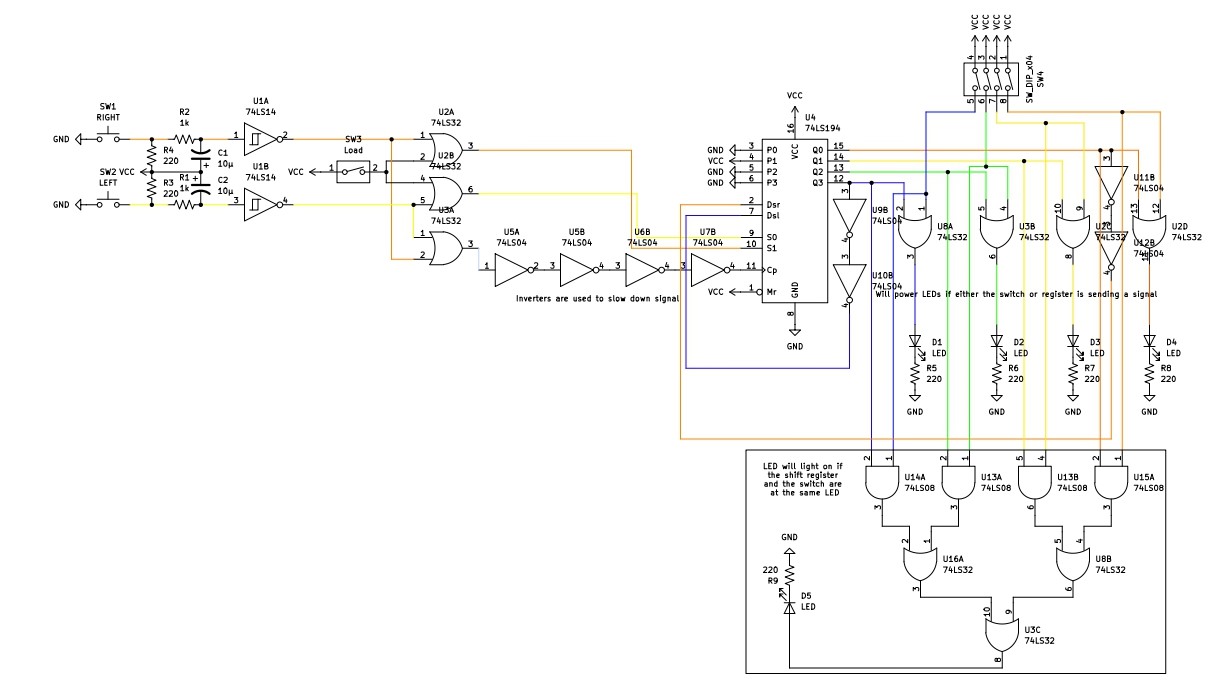 VCC VCC VCC VCC
4 3 2 1
SW_DIP_x04
SW4
5 6 7 8
SW1
RIGHT
GND
R2
1k
R4
220
C1
10µ
U1A
74LS14
1 2
SW2
LEFT
VCC
GND
R3
220
R1
1k
C2
10µ
U1B
74LS14
3 4
SW3
Load
VCC
1 2
U2A
74LS32
1
2
3
U2B
74LS32
4
5
6
U3A
74LS32
1
2
3
U5A
74LS04
1 2
U5B
74LS04
3 4
U6B
74LS04
3 4
U7B
74LS04
3 4
Inverters are used to slow down signal
VCC
16
U4
74LS194
VCC
GND 3 P0
VCC 4 P1
GND 5 P2
GND 6 P3
2 Dsr
7 Dsl
9 S0
10 S1
11 Cp
VCC 1 Mr
Q0 15
Q1 14
Q2 13
Q3 12
GND
8
GND
3
U9B
74LS04
4
3
U10B
74LS04
4
2 1
U8A
74LS32
3
5 4
U3B
74LS32
6
10 9
U2C
74LS32
8
3
U11B
74LS04
4
3
U12B
74LS04
4
13 12
U2D
74LS32
11
Will power LEDs if either the switch or register is sending a signal
D1
LED
R5
220
GND
D2
LED
R6
220
GND
D3
LED
R7
220
GND
D4
LED
R8
220
GND
LED will light on if
the shift register
and the switch are
at the same LED
2 1
U14A
74LS08
3
2 1
U13A
74LS08
3
5 4
U13B
74LS08
6
2 1
U15A
74LS08
3
2 1
U16A
74LS32
3
5 4
U8B
74LS32
6
10 9
U3C
74LS32
8
GND
220
R9
D5
LED